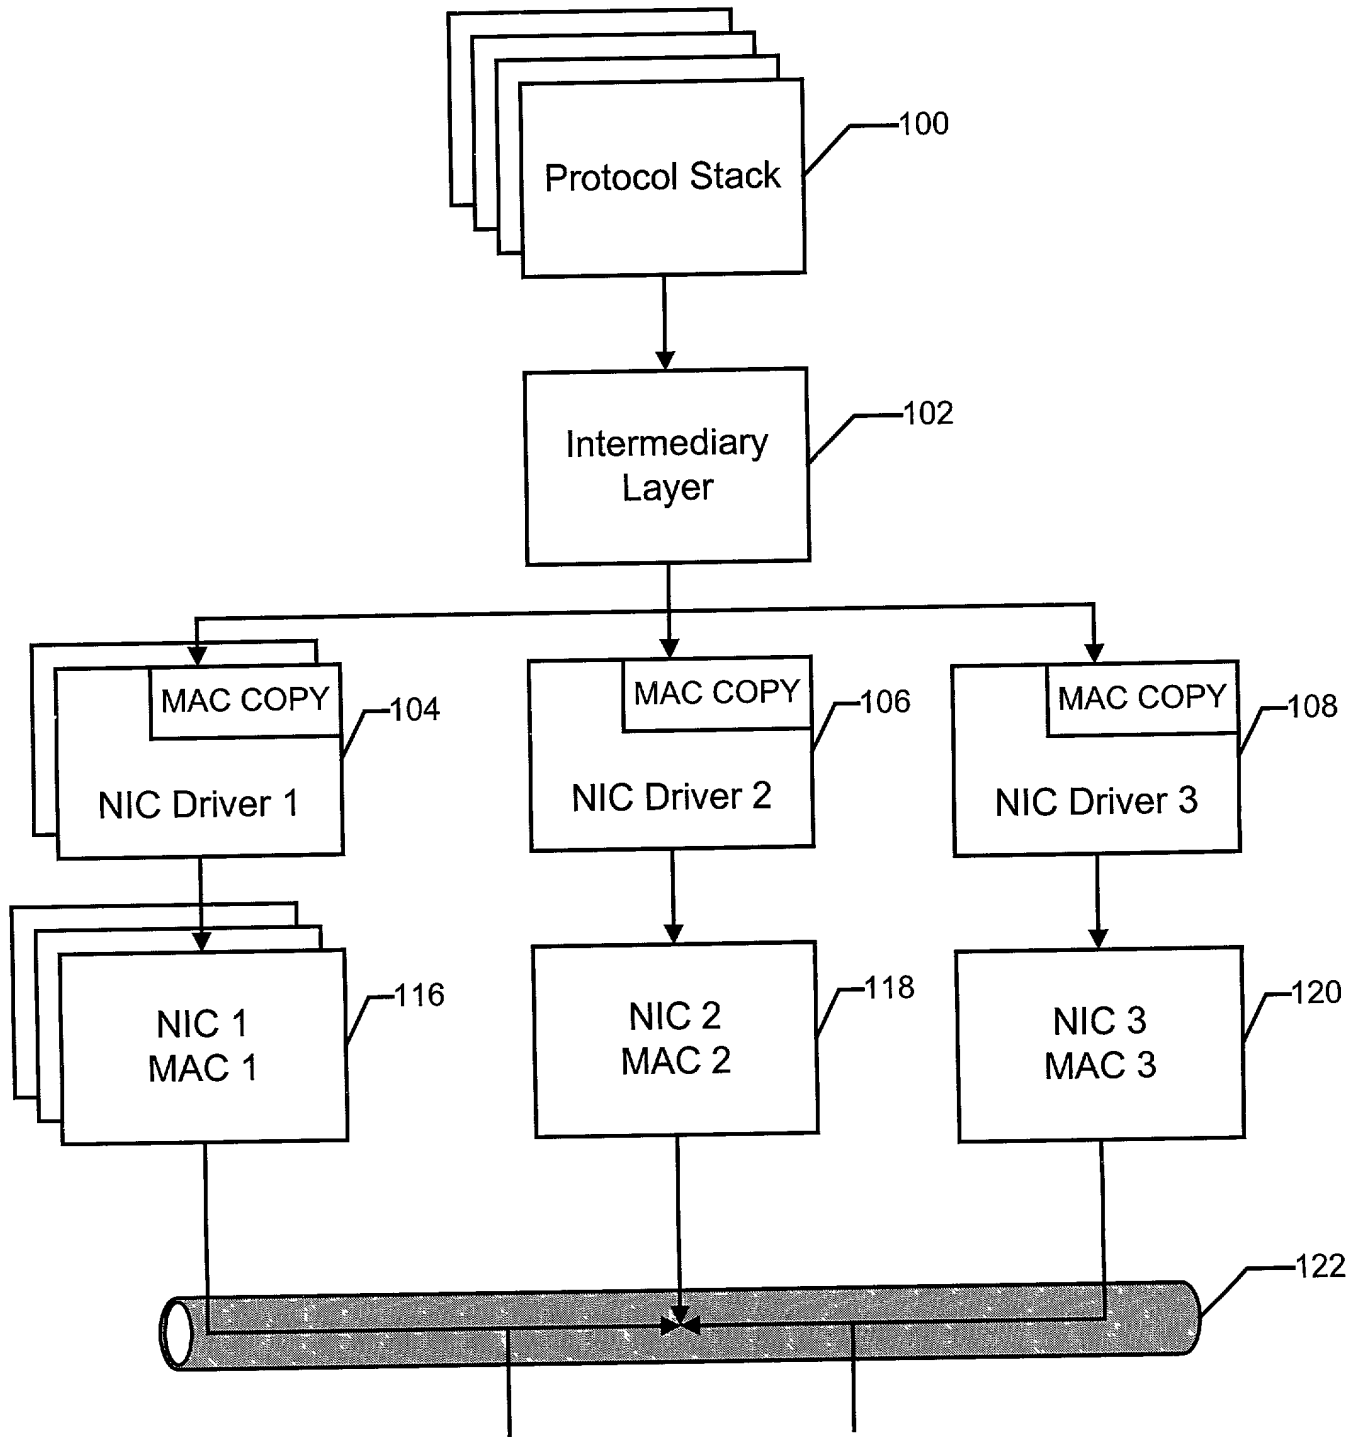 Protocol Stack
100
Intermediary
Layer
102
MAC COPY
NIC Driver 1
104
MAC COPY
NIC Driver 2
106
MAC COPY
NIC Driver 3
108
NIC 1
MAC 1
116
NIC 2
MAC 2
118
NIC 3
MAC 3
120
122